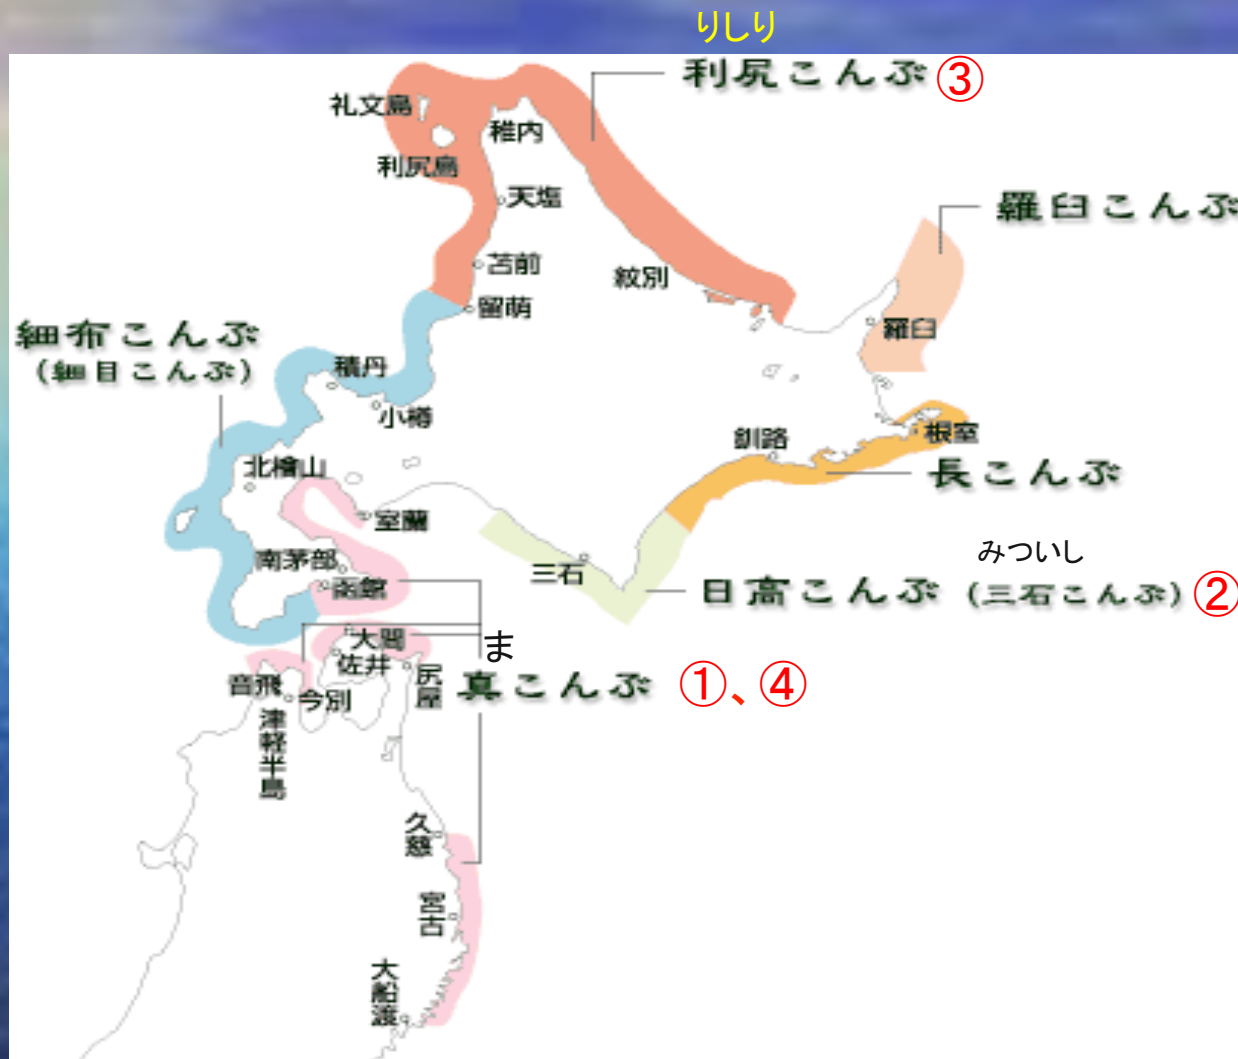 りしり
利尻こんぶ③
礼文島
稚内
利尻島
天塩
羅臼こんぶ
苫前
紋別
留萌
羅臼
細布こんぶ
(細目こんぶ)
積丹
小樽
釧路
根室
長こんぶ
北檜山
室蘭
みついし
南茅部
三石
函館
日高こんぶ (三石こんぶ)②
大間
ま
佐井
尻屋
真こんぶ ①、④
音飛
今別
津軽半島
久慈
宮古
大船渡